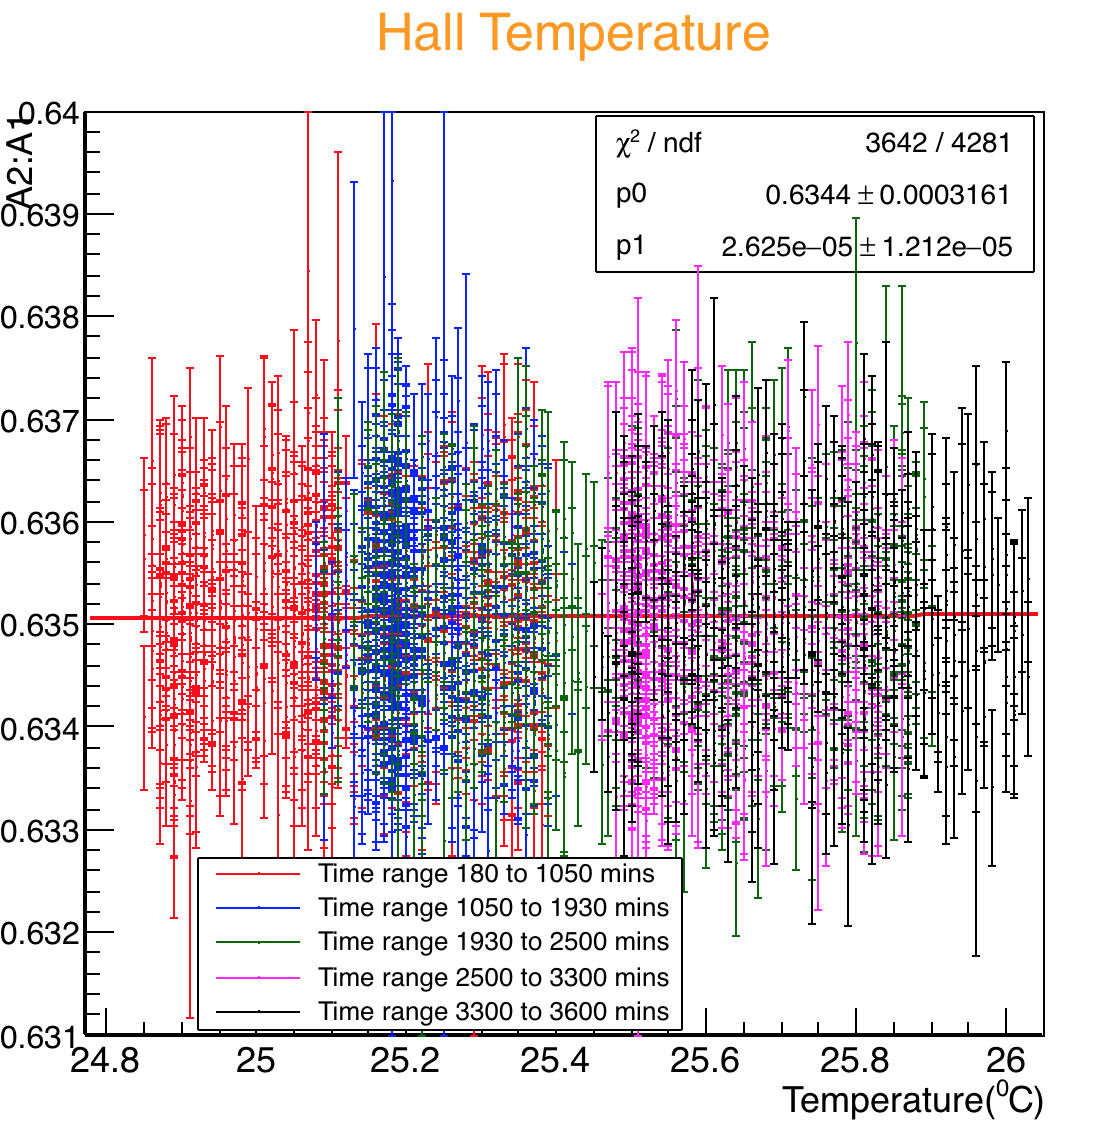 Hall Temperature
A2:A1
0.64
0.639
0.638
0.637
0.636
0.635
0.634
0.633
0.632
0.631
χ² / ndf 3642 / 4281
p0 0.6344 ± 0.0003161
p1 2.625e−05 ± 1.212e−05
Time range 180 to 1050 mins
Time range 1050 to 1930 mins
Time range 1930 to 2500 mins
Time range 2500 to 3300 mins
Time range 3300 to 3600 mins
24.8 25 25.2 25.4 25.6 25.8 26
Temperature(⁰C)